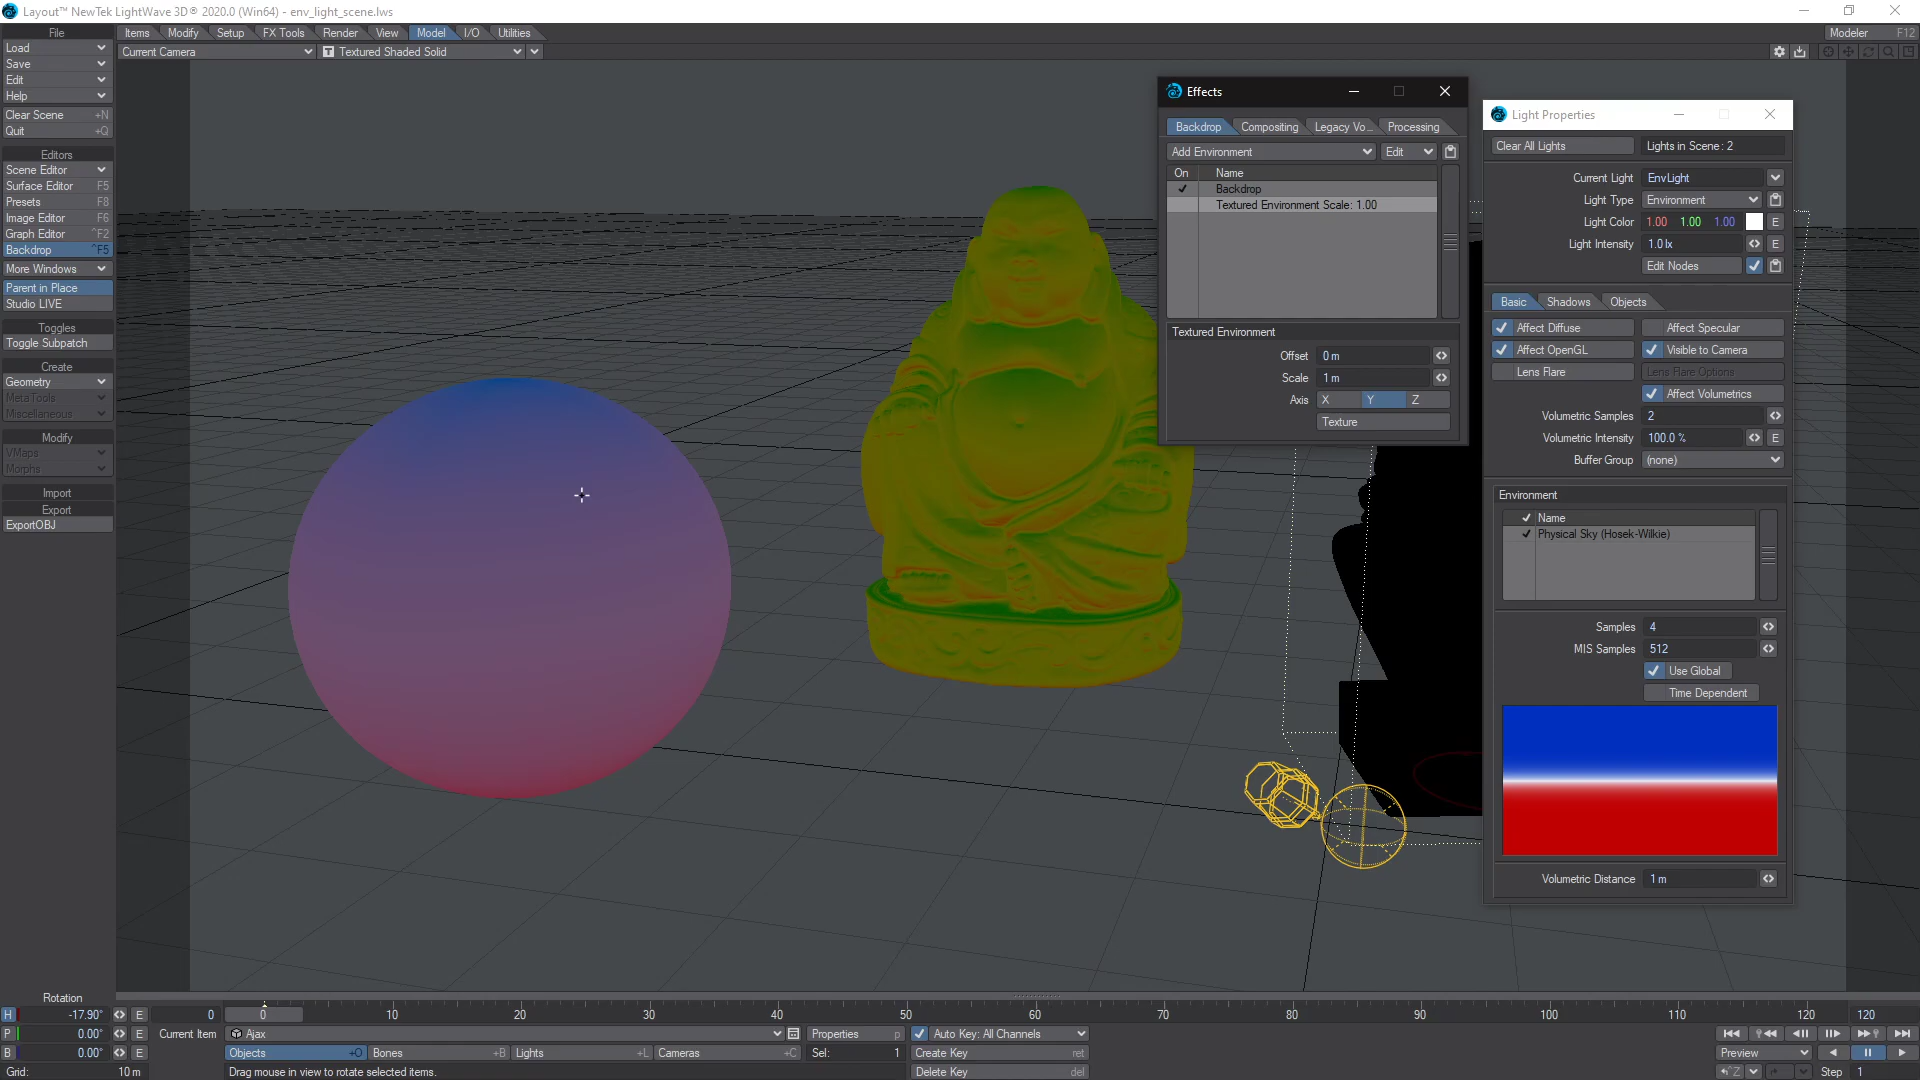 Layout™ NewTek LightWave 3D® 2020.0 (Win64) - env_light_scene.lws
File
Items Modify Setup FX Tools Render View Model I/O Utilities
Modeler F12
Load
Current Camera
T Textured Shaded Solid
Save
Edit
Help
Clear Scene +N
Quit +Q
Editors
Scene Editor
Surface Editor F5
Presets F8
Image Editor F6
Graph Editor ^F2
Backdrop ^F5
More Windows
Parent in Place
Studio LIVE
Toggles
Toggle Subpatch
Create
Geometry
MetaTools
Miscellaneous
Modify
VMaps
Morphs
Import
Export
ExportOBJ
Effects
Backdrop Compositing Legacy Vo... Processing
Add Environment Edit
On Name
Backdrop
Textured Environment Scale: 1.00
Textured Environment
Offset 0 m
Scale 1 m
Axis X Y Z
Texture
Light Properties
Clear All Lights Lights in Scene: 2
Current Light EnvLight
Light Type Environment
Light Color 1.00 1.00 1.00 E
Light Intensity 1.0 lx E
Edit Nodes
Basic Shadows Objects
Affect Diffuse Affect Specular
Affect OpenGL Visible to Camera
Lens Flare Lens Flare Options
Affect Volumetrics
Volumetric Samples 2
Volumetric Intensity 100.0 % E
Buffer Group (none)
Environment
Name
Physical Sky (Hosek-Wilkie)
Samples 4
MIS Samples 512
Use Global
Time Dependent
Volumetric Distance 1 m
Rotation
H -17.90° E 0 0 10 20 30 40 50 60 70 80 90 100 110 120 120
P 0.00° E Current Item Ajax Properties p Auto Key: All Channels
B 0.00° E Objects +O Bones +B Lights +L Cameras +C Sel: 1 Create Key ret Preview
Grid: 10 m Drag mouse in view to rotate selected items. Delete Key del ^Z Step 1